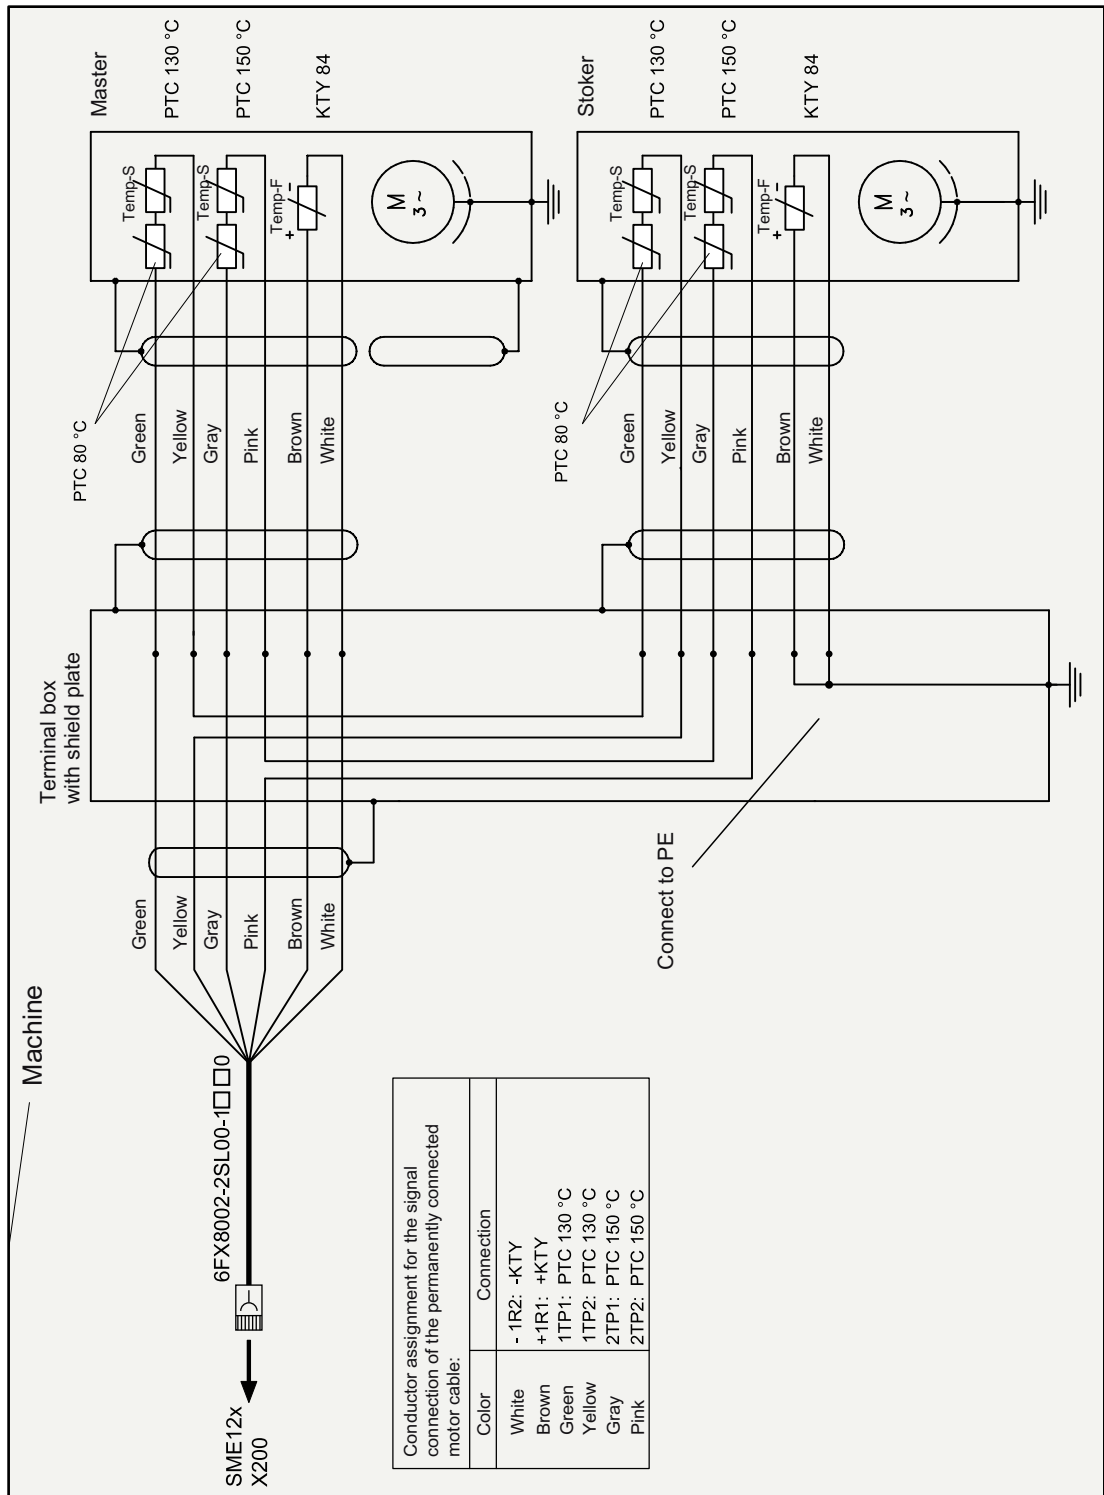 Machine
SME12x
X200
6FX8002-2SL00-1□ □0
Green
Yellow
Gray
Pink
Brown
White
Terminal box
with shield plate
PTC 80 °C
Green
Yellow
Gray
Pink
Brown
White
Master
PTC 130 °C
PTC 150 °C
KTY 84
Temp-S
Temp-S
Temp-F
+
-
M
3 ~
Connect to PE
PTC 80 °C
Green
Yellow
Gray
Pink
Brown
White
Stoker
PTC 130 °C
PTC 150 °C
KTY 84
Temp-S
Temp-S
Temp-F
+
-
M
3 ~
Conductor assignment for the signal
connection of the permanently connected
motor cable:
Color Connection
White - 1R2: -KTY
Brown +1R1: +KTY
Green 1TP1: PTC 130 °C
Yellow 1TP2: PTC 130 °C
Gray 2TP1: PTC 150 °C
Pink 2TP2: PTC 150 °C